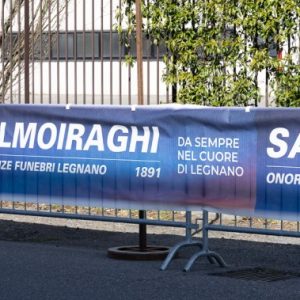 LMOIRAGHI
ZE FUNEBRI LEGNANO
1891
DA SEMPRE
NEL CUORE
DI LEGNANO
SA
ONOR